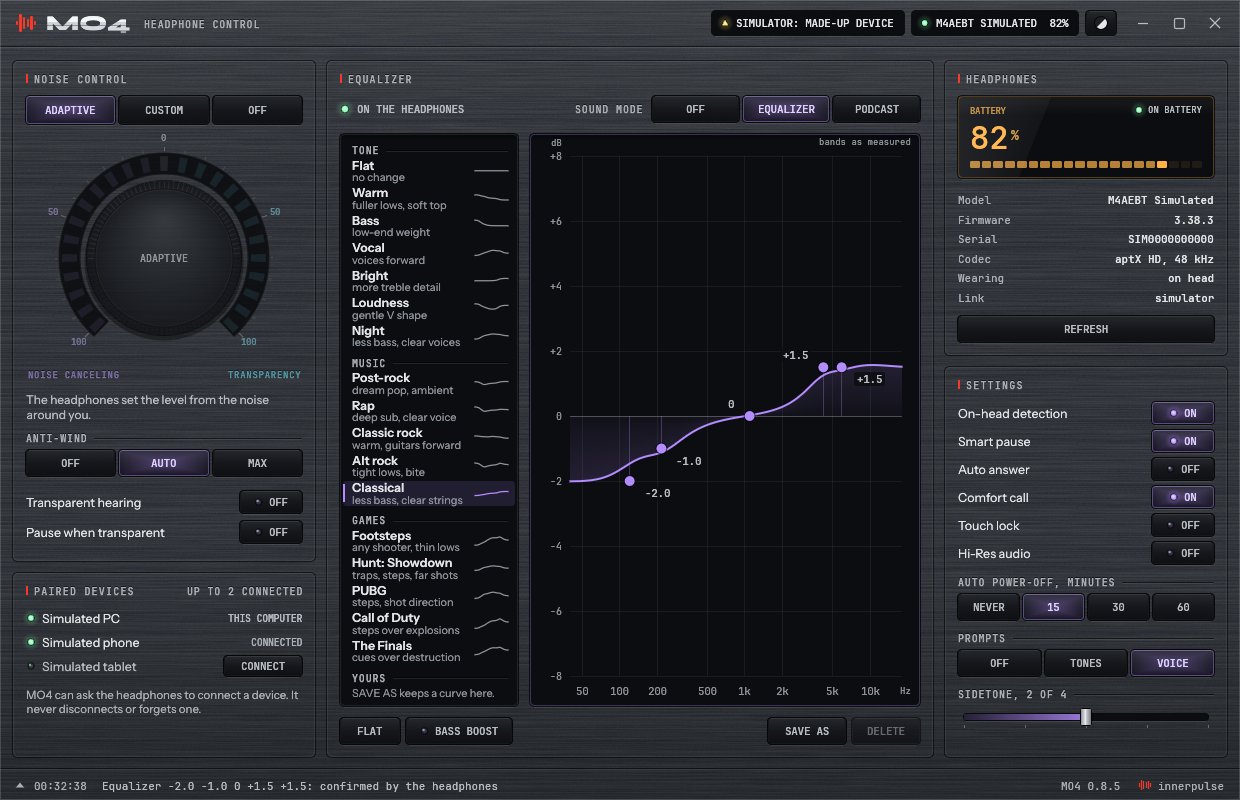 MO4 HEADPHONE CONTROL
SIMULATOR: MADE-UP DEVICE
M4AEBT SIMULATED 82%
NOISE CONTROL
ADAPTIVE CUSTOM OFF
0
50 50
ADAPTIVE
100 100
NOISE CANCELING TRANSPARENCY
The headphones set the level from the noise
around you.
ANTI-WIND
OFF AUTO MAX
Transparent hearing OFF
Pause when transparent OFF
PAIRED DEVICES UP TO 2 CONNECTED
Simulated PC THIS COMPUTER
Simulated phone CONNECTED
Simulated tablet CONNECT
MO4 can ask the headphones to connect a device. It
never disconnects or forgets one.
EQUALIZER
ON THE HEADPHONES SOUND MODE OFF EQUALIZER PODCAST
TONE
Flat
no change
Warm
fuller lows, soft top
Bass
low-end weight
Vocal
voices forward
Bright
more treble detail
Loudness
gentle V shape
Night
less bass, clear voices
MUSIC
Post-rock
dream pop, ambient
Rap
deep sub, clear voice
Classic rock
warm, guitars forward
Alt rock
tight lows, bite
Classical
less bass, clear strings
GAMES
Footsteps
any shooter, thin lows
Hunt: Showdown
traps, steps, far shots
PUBG
steps, shot direction
Call of Duty
steps over explosions
The Finals
cues over destruction
YOURS
SAVE AS keeps a curve here.
dB bands as measured
+8
+6
+4
+2
+1.5
+1.5
0
0
-1.0
-2
-2.0
-4
-6
-8
50 100 200 500 1k 2k 5k 10k Hz
FLAT BASS BOOST SAVE AS DELETE
HEADPHONES
BATTERY ON BATTERY
82%
Model M4AEBT Simulated
Firmware 3.38.3
Serial SIM0000000000
Codec aptX HD, 48 kHz
Wearing on head
Link simulator
REFRESH
SETTINGS
On-head detection ON
Smart pause ON
Auto answer OFF
Comfort call ON
Touch lock OFF
Hi-Res audio OFF
AUTO POWER-OFF, MINUTES
NEVER 15 30 60
PROMPTS
OFF TONES VOICE
SIDETONE, 2 OF 4
00:32:38 Equalizer -2.0 -1.0 0 +1.5 +1.5: confirmed by the headphones
MO4 0.8.5 innerpulse